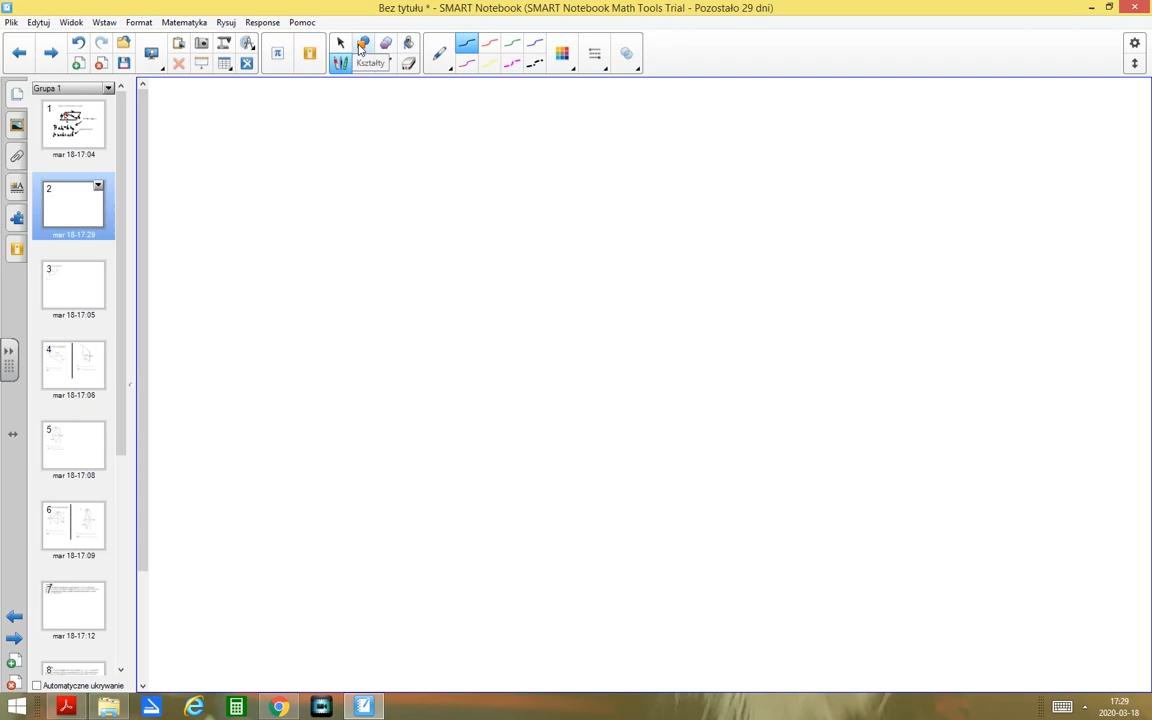 Bez tytułu * - SMART Notebook (SMART Notebook Math Tools Trial - Pozostało 29 dni)
Plik Edytuj Widok Wstaw Format Matematyka Rysuj Response Pomoc
Kształty
Grupa 1
1
mar 18-17:04
2
mar 18-17:29
3
mar 18-17:05
4
mar 18-17:06
5
mar 18-17:08
6
mar 18-17:09
7
mar 18-17:12
8
Automatyczne ukrywanie
17:29
2020-03-18